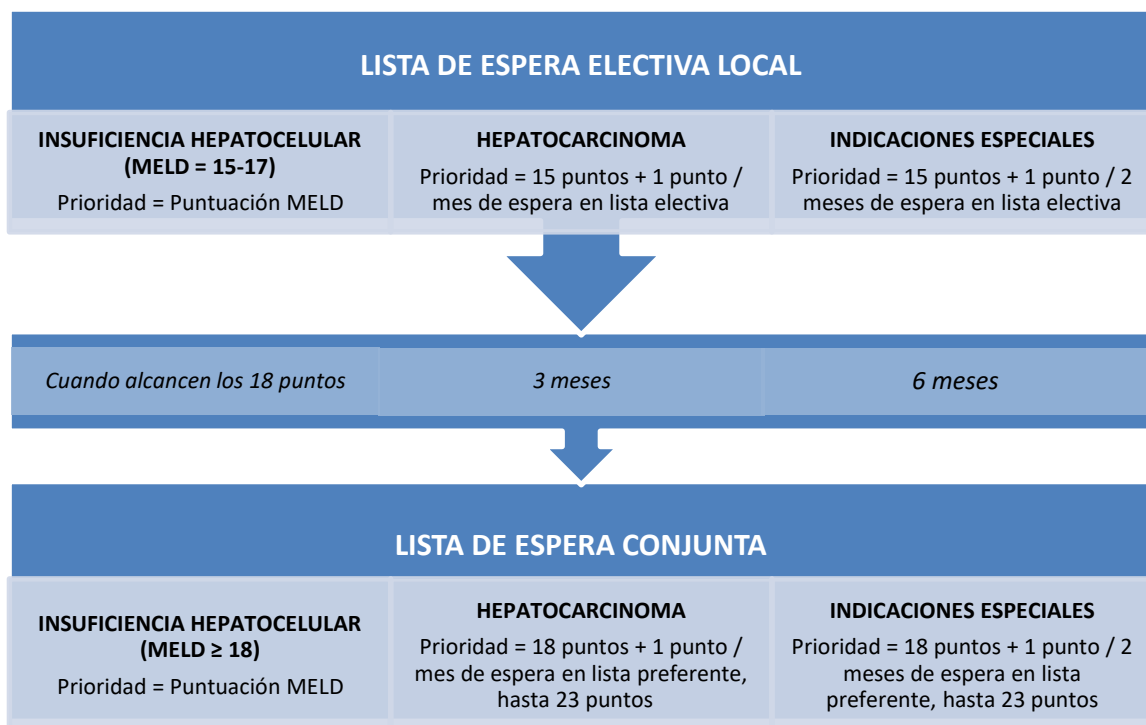 LISTA DE ESPERA ELECTIVA LOCAL
INSUFICIENCIA HEPATOCELULAR
(MELD = 15-17)
Prioridad = Puntuación MELD
HEPATOCARCINOMA
Prioridad = 15 puntos + 1 punto /
mes de espera en lista electiva
INDICACIONES ESPECIALES
Prioridad = 15 puntos + 1 punto / 2
meses de espera en lista electiva
Cuando alcancen los 18 puntos
3 meses
6 meses
LISTA DE ESPERA CONJUNTA
INSUFICIENCIA HEPATOCELULAR
(MELD ≥ 18)
Prioridad = Puntuación MELD
HEPATOCARCINOMA
Prioridad = 18 puntos + 1 punto /
mes de espera en lista preferente,
hasta 23 puntos
INDICACIONES ESPECIALES
Prioridad = 18 puntos + 1 punto / 2
meses de espera en lista
preferente, hasta 23 puntos